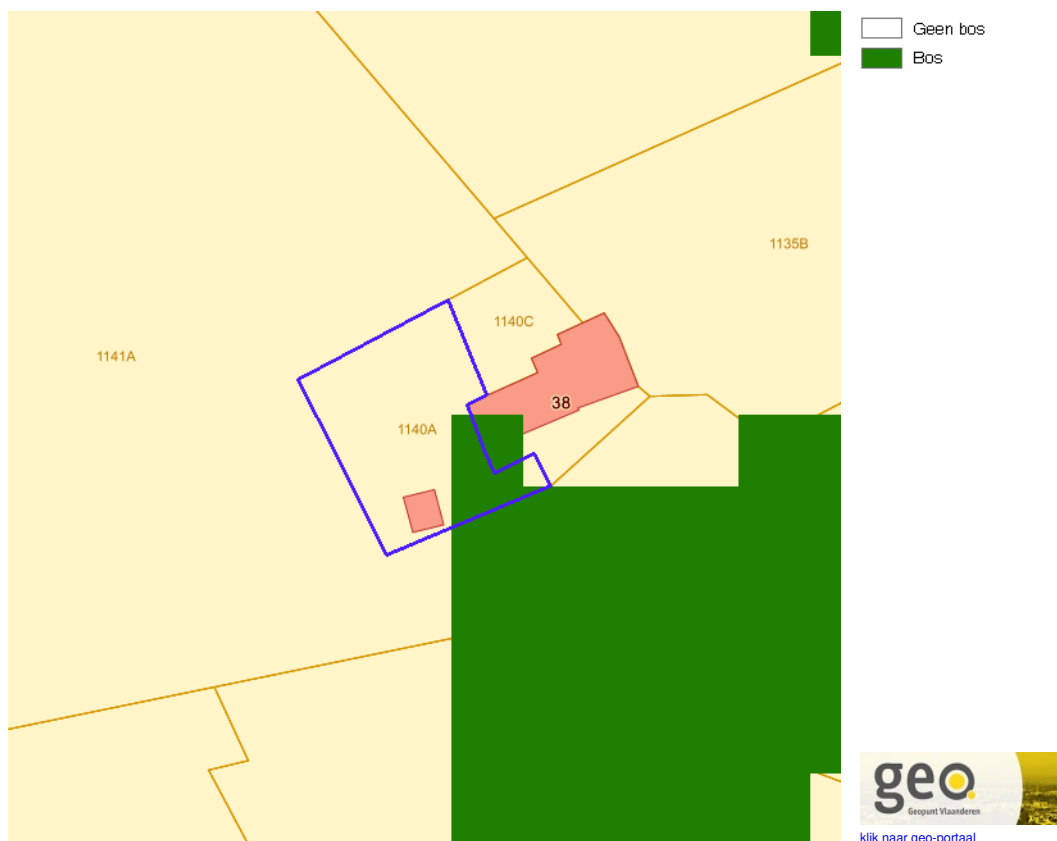 Geen bos
Bos
1135B
1140C
1141A
38
1140A
geo
Geopunt Vlaanderen
klik naar geo-portaal